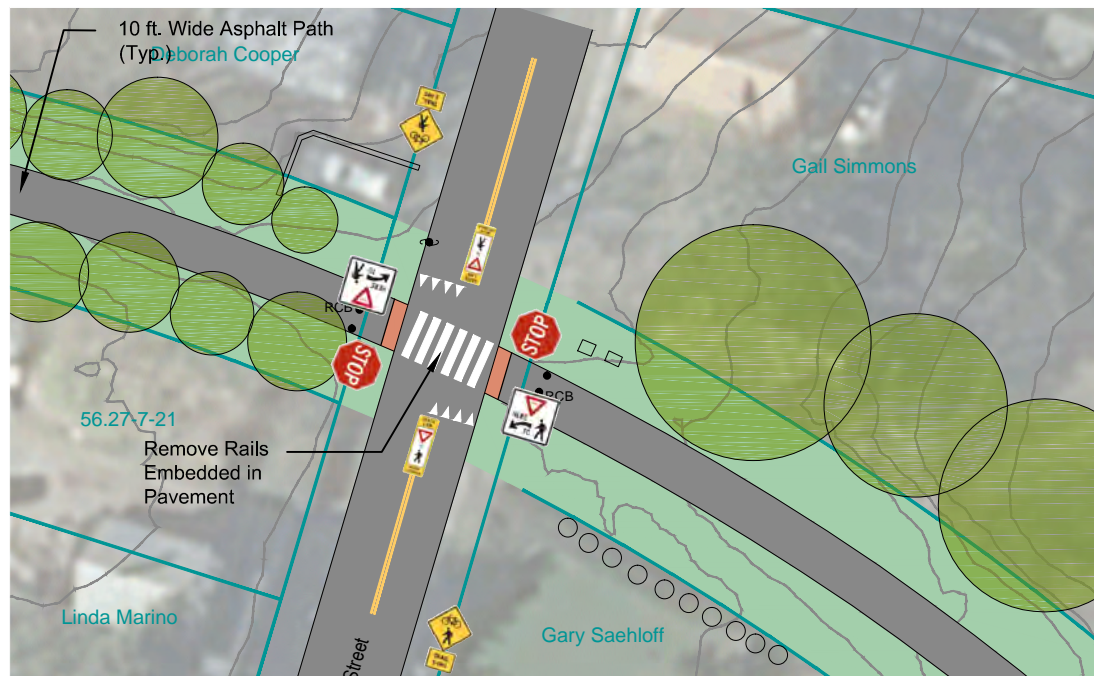 10 ft. Wide Asphalt Path
(Typ.)
Deborah Cooper
Gail Simmons
RCB
STOP
STOP
RCB
56.27-7-21
Remove Rails
Embedded in
Pavement
Linda Marino
Gary Saehloff
Street